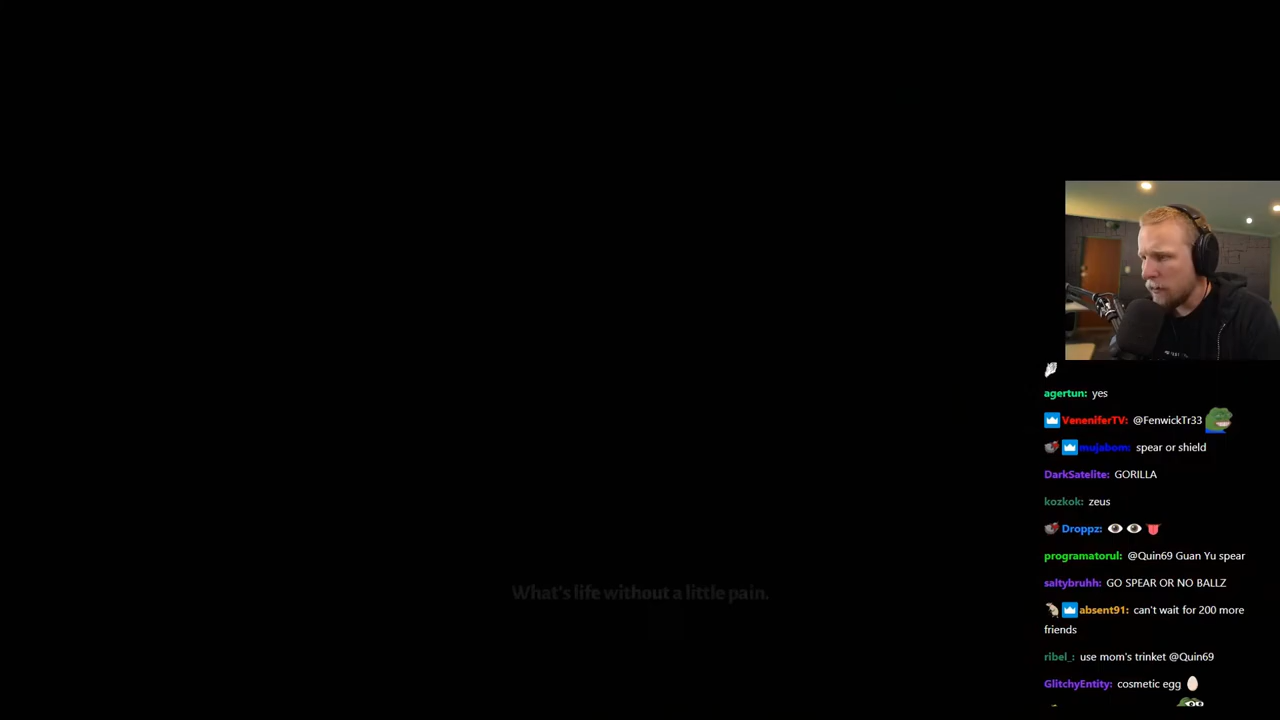 agertun: yes
VeneniferTV: @FenwickTr33
mujabom: spear or shield
DarkSatelite: GORILLA
kozkok: zeus
Droppz:
programatorul: @Quin69 Guan Yu spear
saltybruhh: GO SPEAR OR NO BALLZ
absent91: can't wait for 200 more
friends
ribel_: use mom's trinket @Quin69
GlitchyEntity: cosmetic egg
What's life without a little pain.